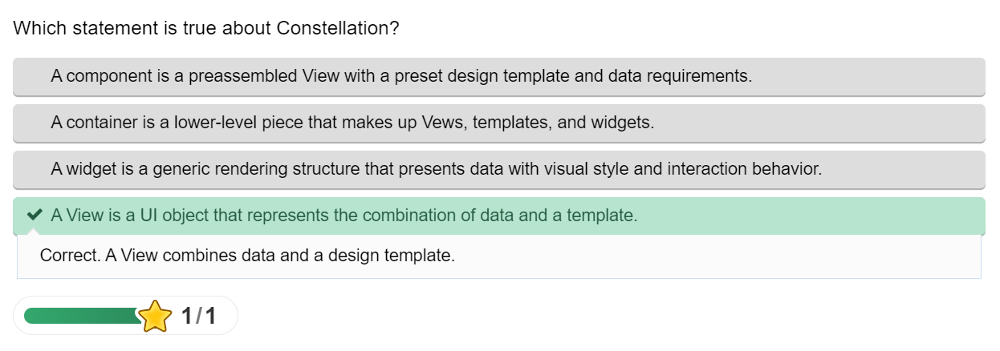 Which statement is true about Constellation?
A component is a preassembled View with a preset design template and data requirements.
A container is a lower-level piece that makes up Vews, templates, and widgets.
A widget is a generic rendering structure that presents data with visual style and interaction behavior.
A View is a UI object that represents the combination of data and a template.
Correct. A View combines data and a design template.
1/1